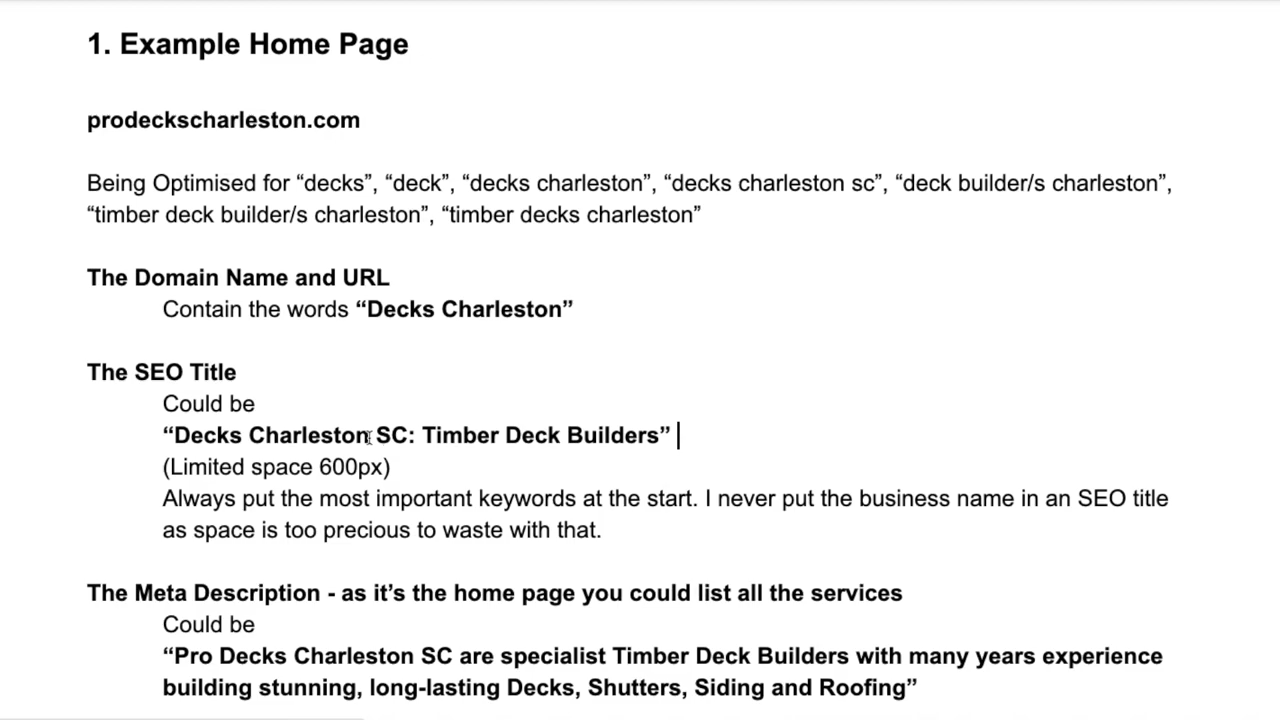 1. Example Home Page
prodeckscharleston.com
Being Optimised for “decks”, “deck”, “decks charleston”, “decks charleston sc”, “deck builder/s charleston”,
“timber deck builder/s charleston”, “timber decks charleston”
The Domain Name and URL
Contain the words “Decks Charleston”
The SEO Title
Could be
“Decks Charleston SC: Timber Deck Builders”
(Limited space 600px)
Always put the most important keywords at the start. I never put the business name in an SEO title
as space is too precious to waste with that.
The Meta Description - as it’s the home page you could list all the services
Could be
“Pro Decks Charleston SC are specialist Timber Deck Builders with many years experience
building stunning, long-lasting Decks, Shutters, Siding and Roofing”